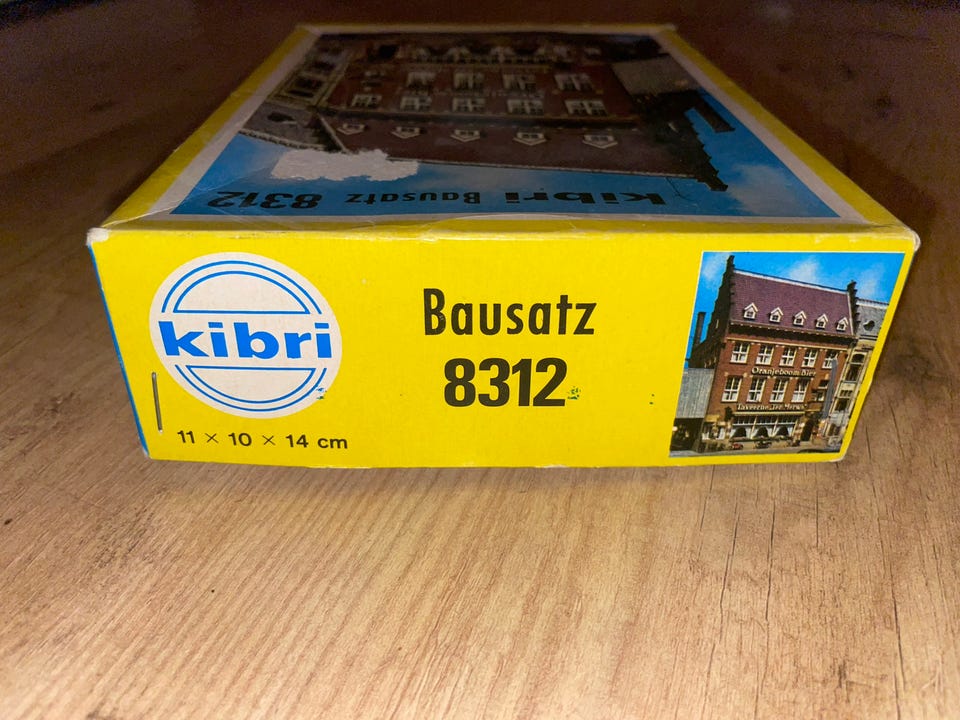 kibri Bausatz 8312
kibri
Bausatz
8312
11 × 10 × 14 cm
Oranjeboom Bier